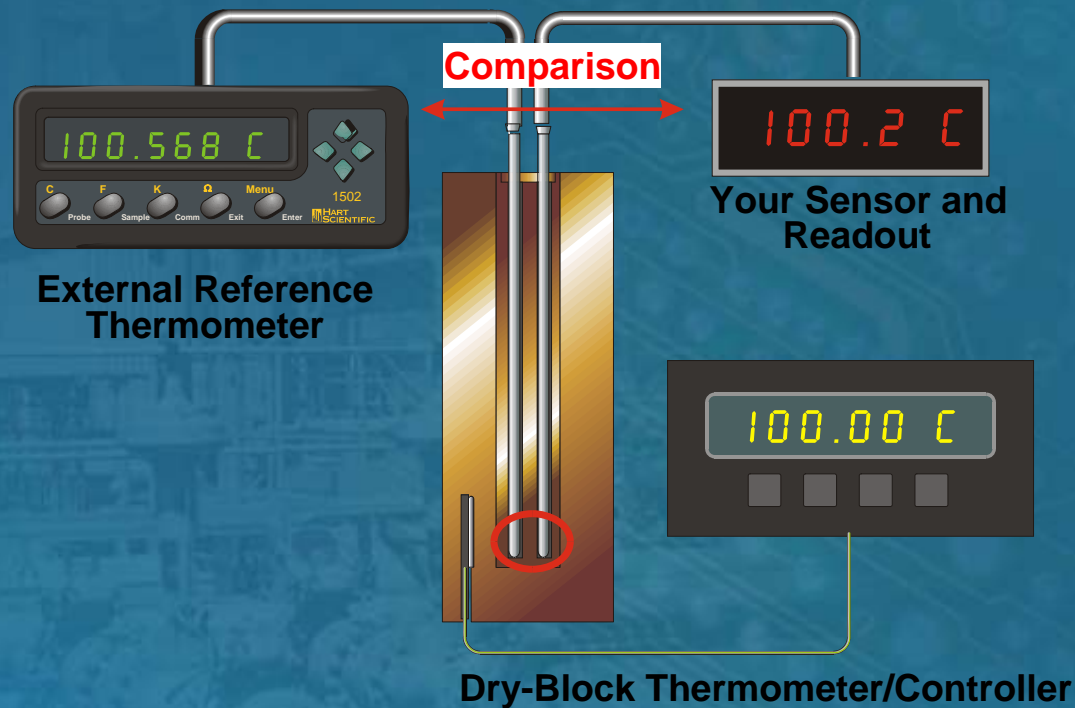 Comparison
100.568 C
C F K Ω Menu
Probe Sample Comm Exit Enter
1502
HART
SCIENTIFIC
External Reference
Thermometer
100.2 C
Your Sensor and
Readout
100.00 C
Dry-Block Thermometer/Controller